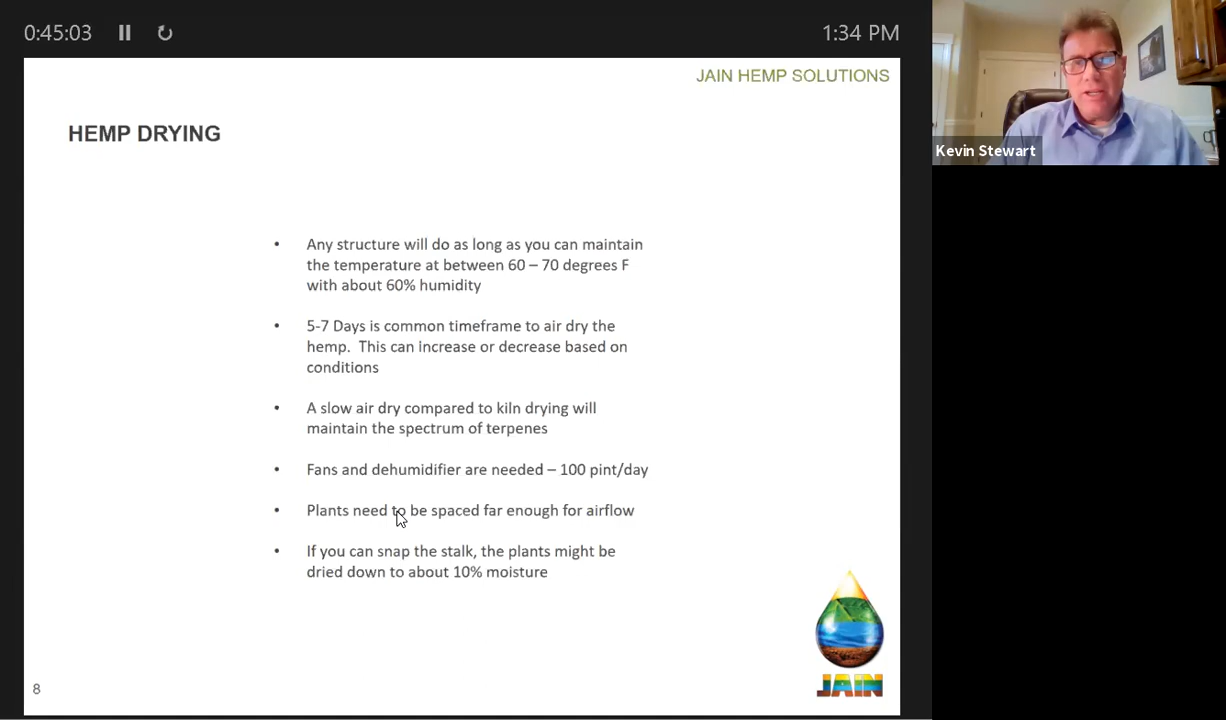 0:45:03
1:34 PM
JAIN HEMP SOLUTIONS
HEMP DRYING
• Any structure will do as long as you can maintain
the temperature at between 60 – 70 degrees F
with about 60% humidity
• 5-7 Days is common timeframe to air dry the
hemp.  This can increase or decrease based on
conditions
• A slow air dry compared to kiln drying will
maintain the spectrum of terpenes
• Fans and dehumidifier are needed – 100 pint/day
• Plants need to be spaced far enough for airflow
• If you can snap the stalk, the plants might be
dried down to about 10% moisture
JAIN
8
Kevin Stewart